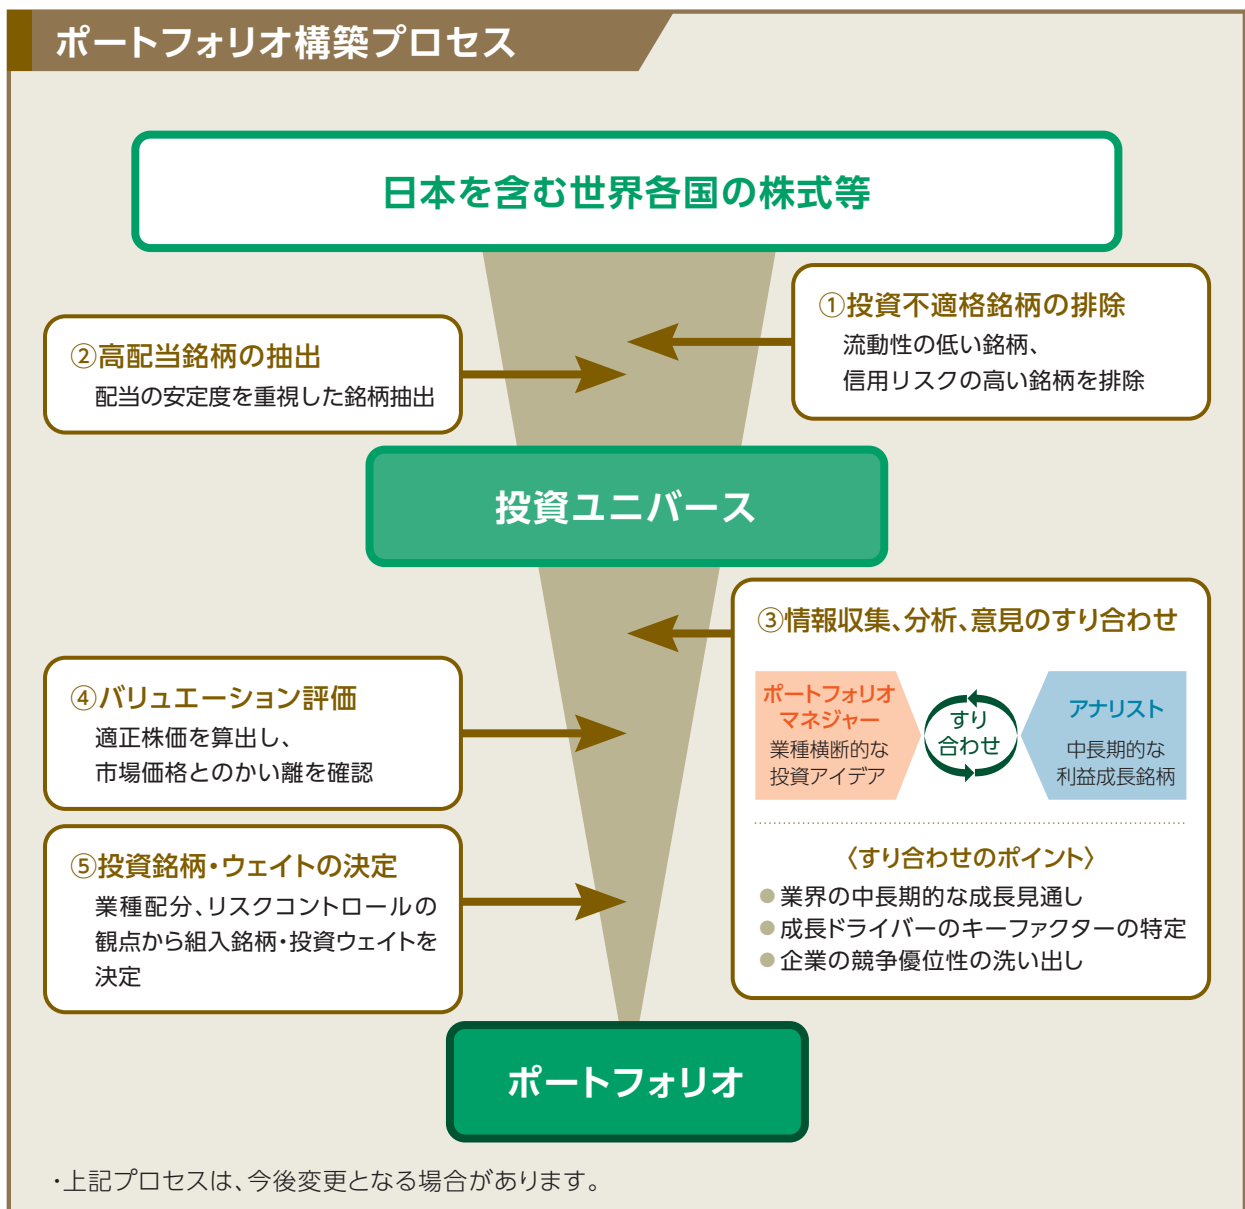 ポートフォリオ構築プロセス
日本を含む世界各国の株式等
①投資不適格銘柄の排除
流動性の低い銘柄、
信用リスクの高い銘柄を排除
②高配当銘柄の抽出
配当の安定度を重視した銘柄抽出
投資ユニバース
③情報収集、分析、意見のすり合わせ
ポートフォリオ
マネジャー
業種横断的な
投資アイデア
すり
合わせ
アナリスト
中長期的な
利益成長銘柄
〈すり合わせのポイント〉
●業界の中長期的な成長見通し
●成長ドライバーのキーファクターの特定
●企業の競争優位性の洗い出し
④バリュエーション評価
適正株価を算出し、
市場価格とのかい離を確認
⑤投資銘柄・ウェイトの決定
業種配分、リスクコントロールの
観点から組入銘柄・投資ウェイトを
決定
ポートフォリオ
・上記プロセスは、今後変更となる場合があります。